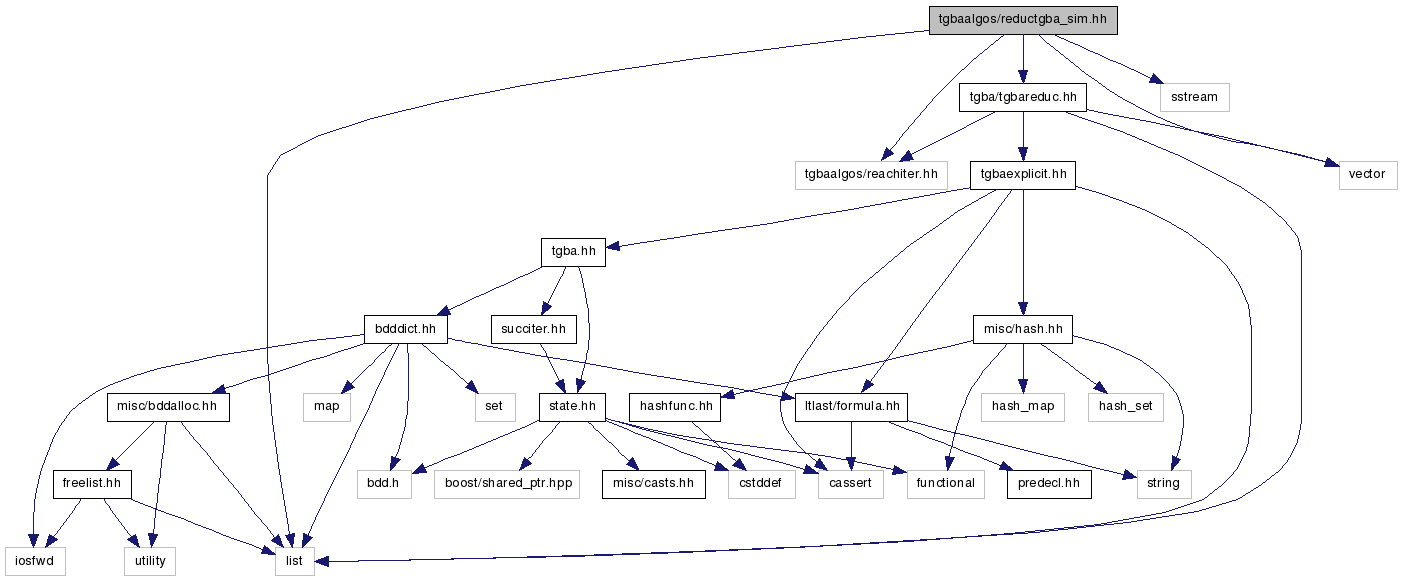 tgbaalgos/reductgba_sim.hh
tgba/tgbareduc.hh
sstream
tgbaalgos/reachiter.hh
tgbaexplicit.hh
vector
tgba.hh
bdddict.hh
succiter.hh
misc/hash.hh
misc/bddalloc.hh
map
set
state.hh
hashfunc.hh
ltlast/formula.hh
hash_map
hash_set
freelist.hh
bdd.h
boost/shared_ptr.hpp
misc/casts.hh
cstddef
cassert
functional
predecl.hh
string
iosfwd
utility
list